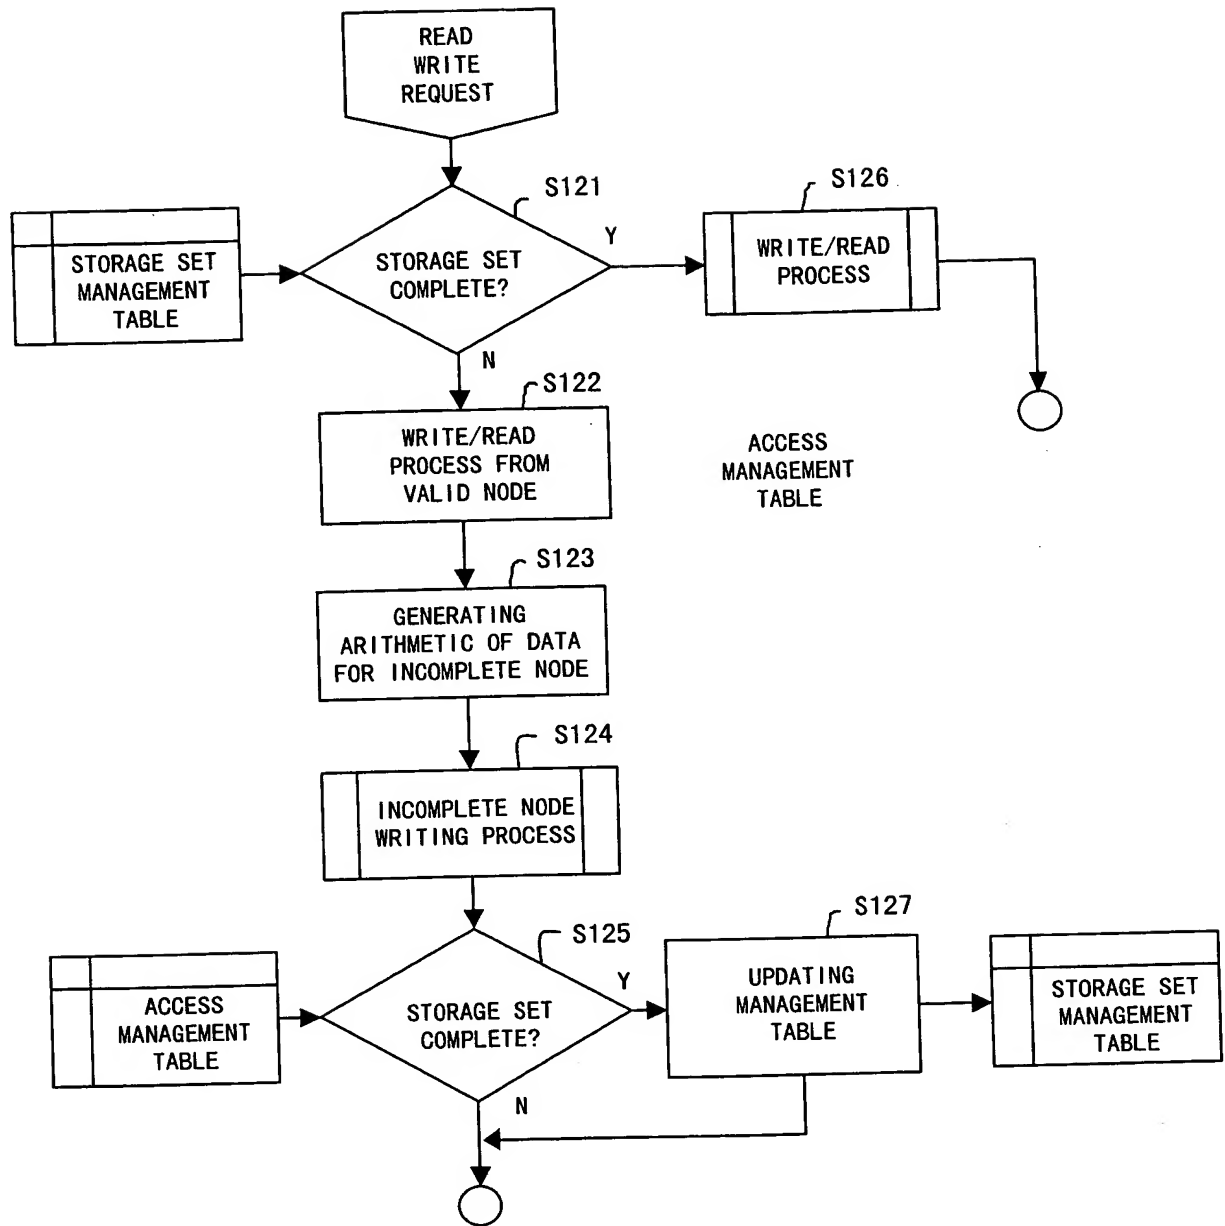 READ
WRITE
REQUEST
S121
S126
STORAGE SET
MANAGEMENT
TABLE
STORAGE SET
COMPLETE?
Y
WRITE/READ
PROCESS
N
S122
WRITE/READ
PROCESS FROM
VALID NODE
ACCESS
MANAGEMENT
TABLE
S123
GENERATING
ARITHMETIC OF DATA
FOR INCOMPLETE NODE
S124
INCOMPLETE NODE
WRITING PROCESS
S125
S127
ACCESS
MANAGEMENT
TABLE
STORAGE SET
COMPLETE?
Y
UPDATING
MANAGEMENT
TABLE
STORAGE SET
MANAGEMENT
TABLE
N